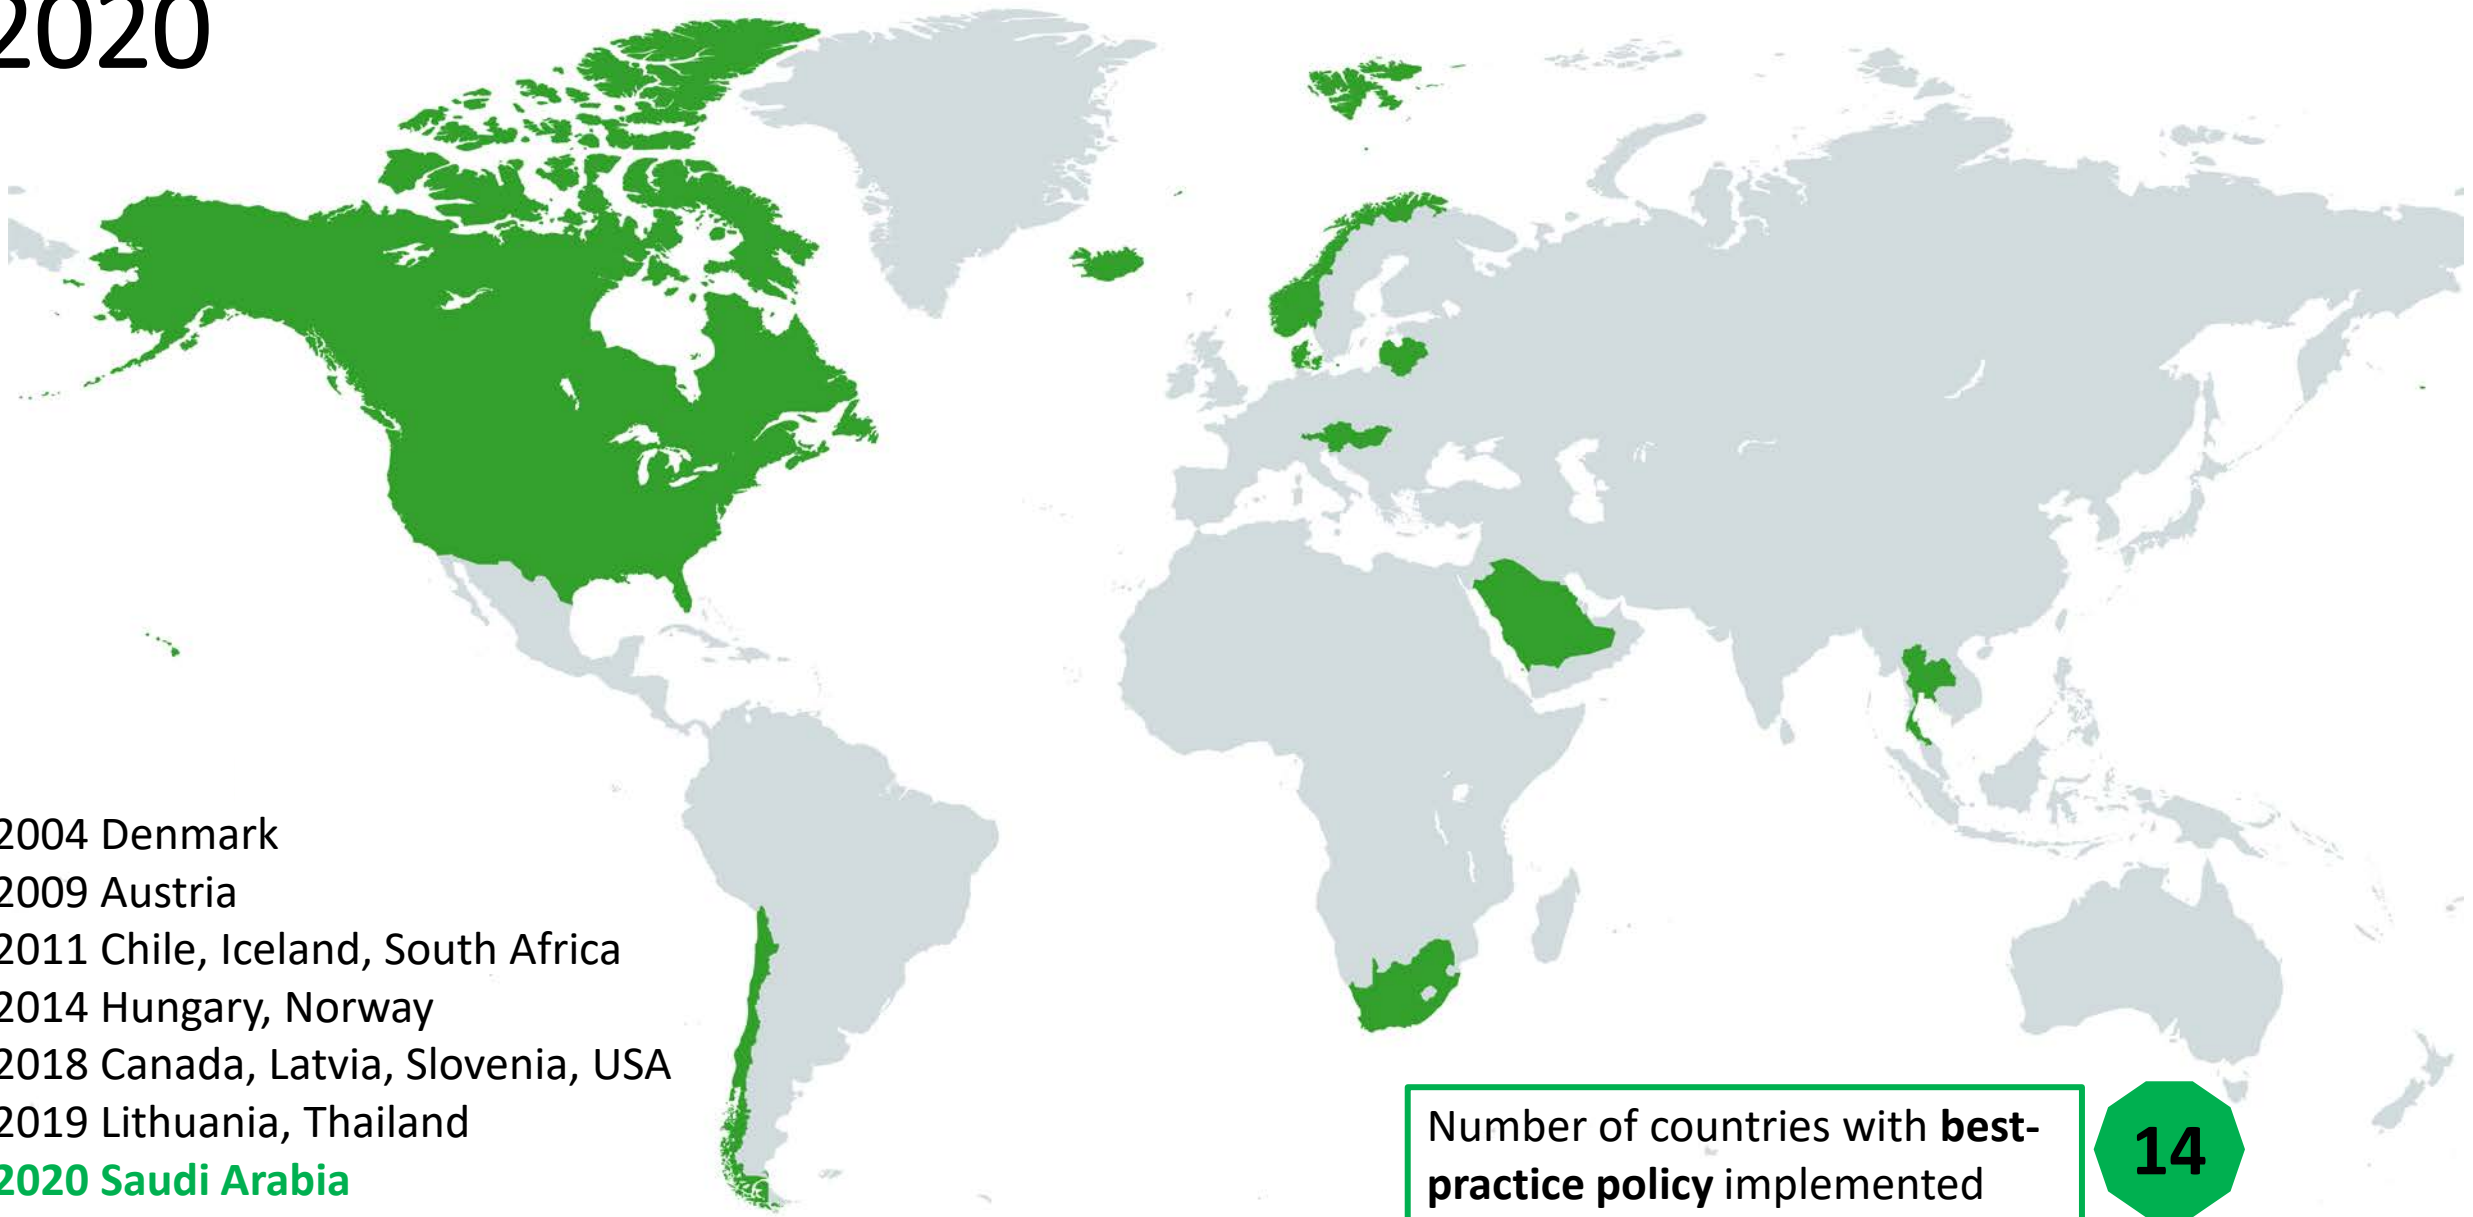 2020
2004 Denmark
2009 Austria
2011 Chile, Iceland, South Africa
2014 Hungary, Norway
2018 Canada, Latvia, Slovenia, USA
2019 Lithuania, Thailand
2020 Saudi Arabia
Number of countries with best-
practice policy implemented
14